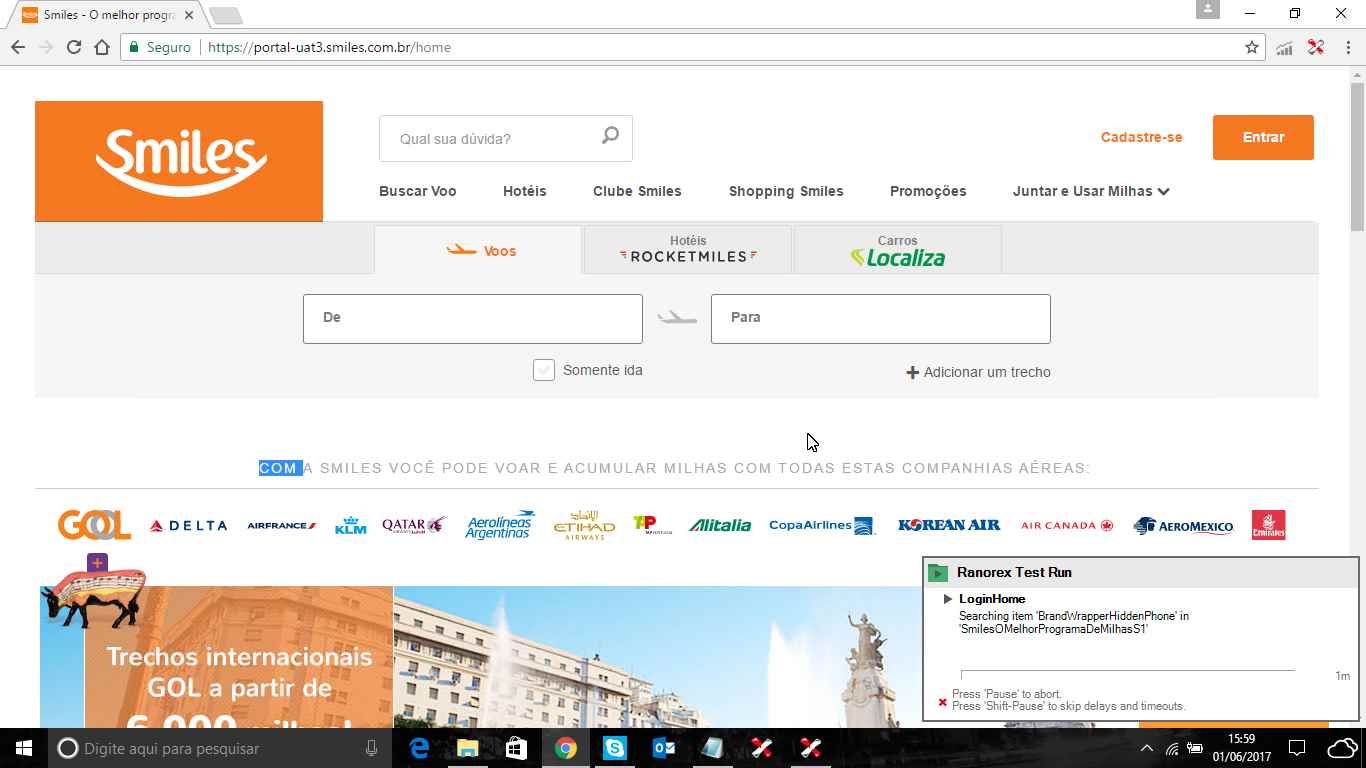 Smiles - O melhor progra
Seguro
https://portal-uat3.smiles.com.br/home
Smiles
Qual sua dúvida?
Cadastre-se
Entrar
Buscar Voo
Hotéis
Clube Smiles
Shopping Smiles
Promoções
Juntar e Usar Milhas
Voos
Hotéis
ROCKETMILES
Carros
Localiza
De
Para
Somente ida
Adicionar um trecho
COM A SMILES VOCÊ PODE VOAR E ACUMULAR MILHAS COM TODAS ESTAS COMPANHIAS AÉREAS:
GOL
DELTA
AIRFRANCE
KLM
QATAR
Aerolíneas
Argentinas
ETIHAD
AIRWAYS
TAP
Alitalia
CopaAirlines
KOREAN AIR
AIR CANADA
AEROMEXICO
Emirates
Trechos internacionais
GOL a partir de
6.000 milhas
Ranorex Test Run
LoginHome
Searching item 'BrandWrapperHiddenPhone' in
'SmilesOMelhorProgramaDeMilhasS1'
1m
Press 'Pause' to abort.
Press 'Shift-Pause' to skip delays and timeouts.
Digite aqui para pesquisar
15:59
01/06/2017